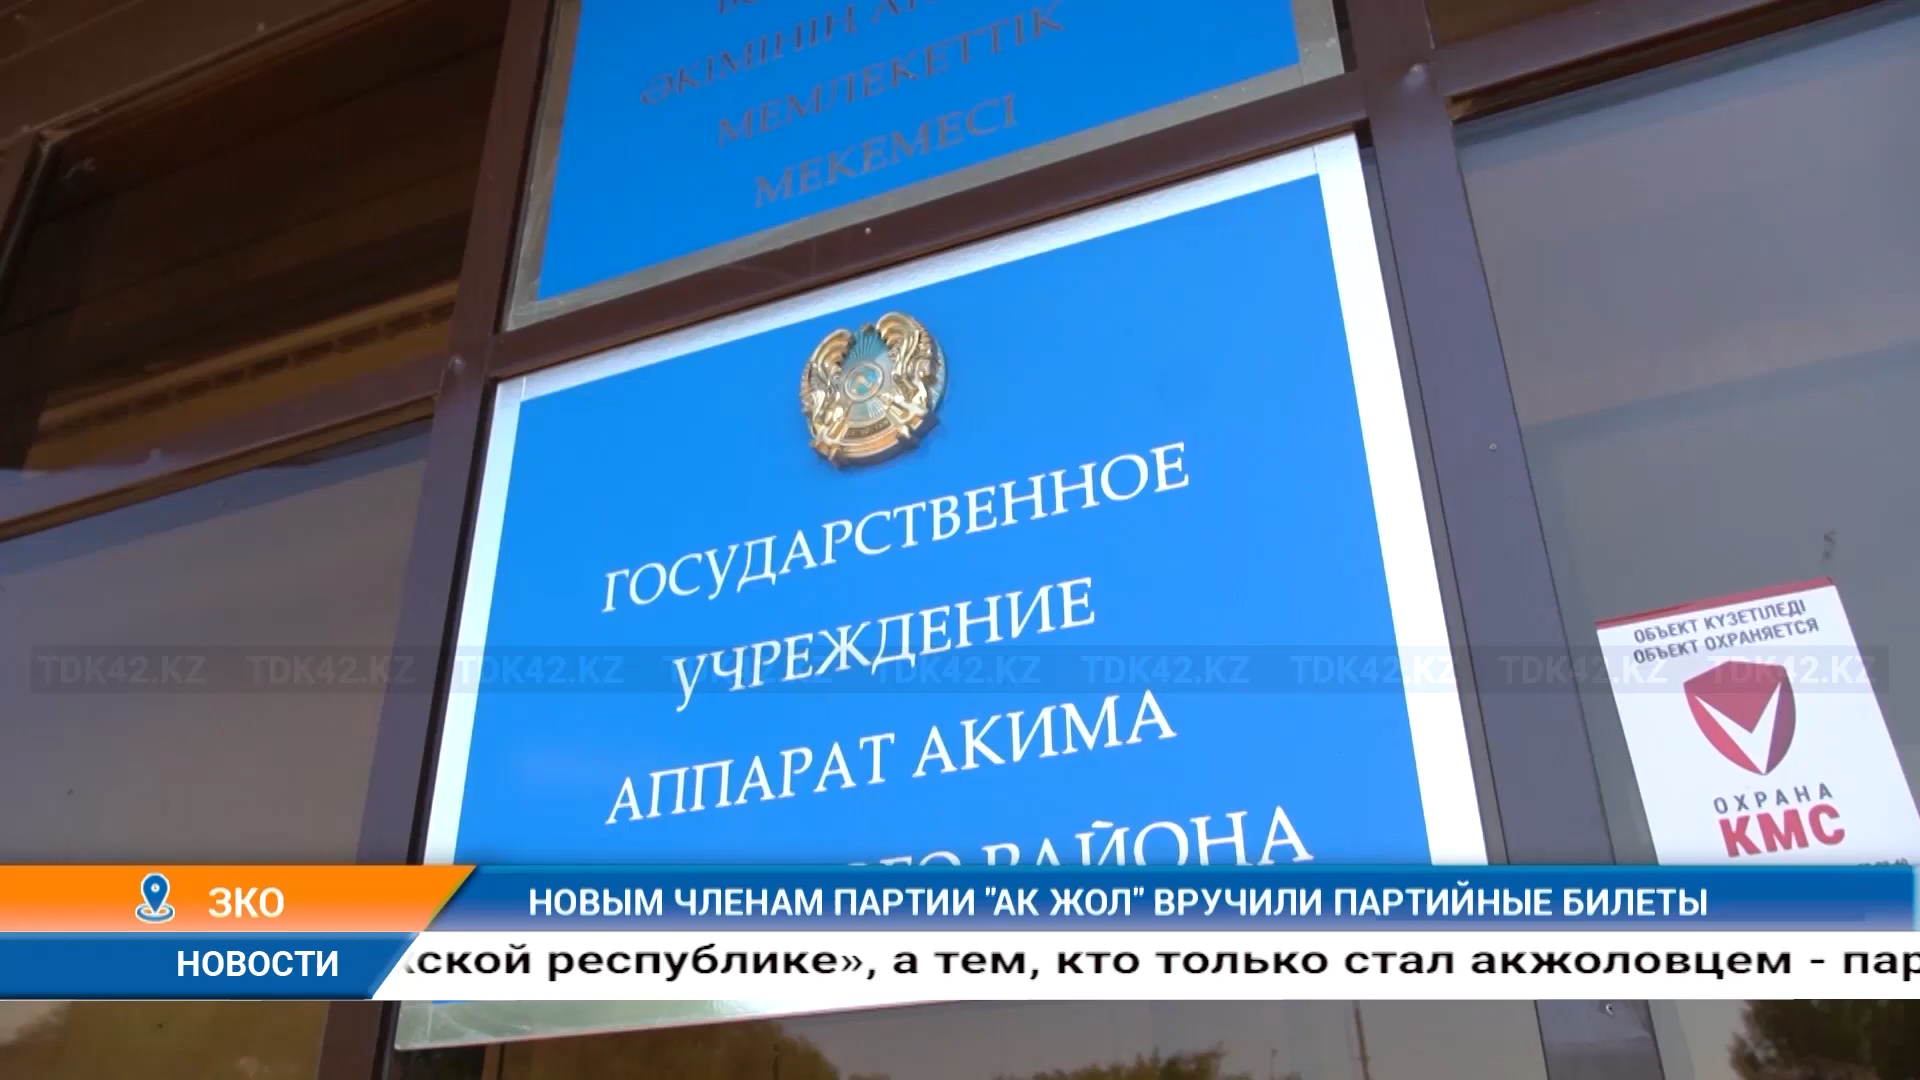 ӘКІМІНІҢ
МЕМЛЕКЕТТІК
МЕКЕМЕСІ
ГОСУДАРСТВЕННОЕ
УЧРЕЖДЕНИЕ
АППАРАТ АКИМА
РАЙОНА
ОБЪЕКТ КҮЗЕТІЛЕДІ
ОБЪЕКТ ОХРАНЯЕТСЯ
ОХРАНА
КМС
TDK42.KZ TDK42.KZ TDK42.KZ TDK42.KZ TDK42.KZ TDK42.KZ TDK42.KZ TDK42.KZ TDK42.KZ
ЗКО
НОВЫМ ЧЛЕНАМ ПАРТИИ "АК ЖОЛ" ВРУЧИЛИ ПАРТИЙНЫЕ БИЛЕТЫ
НОВОСТИ
ской республике», а тем, кто только стал акжоловцем - пар